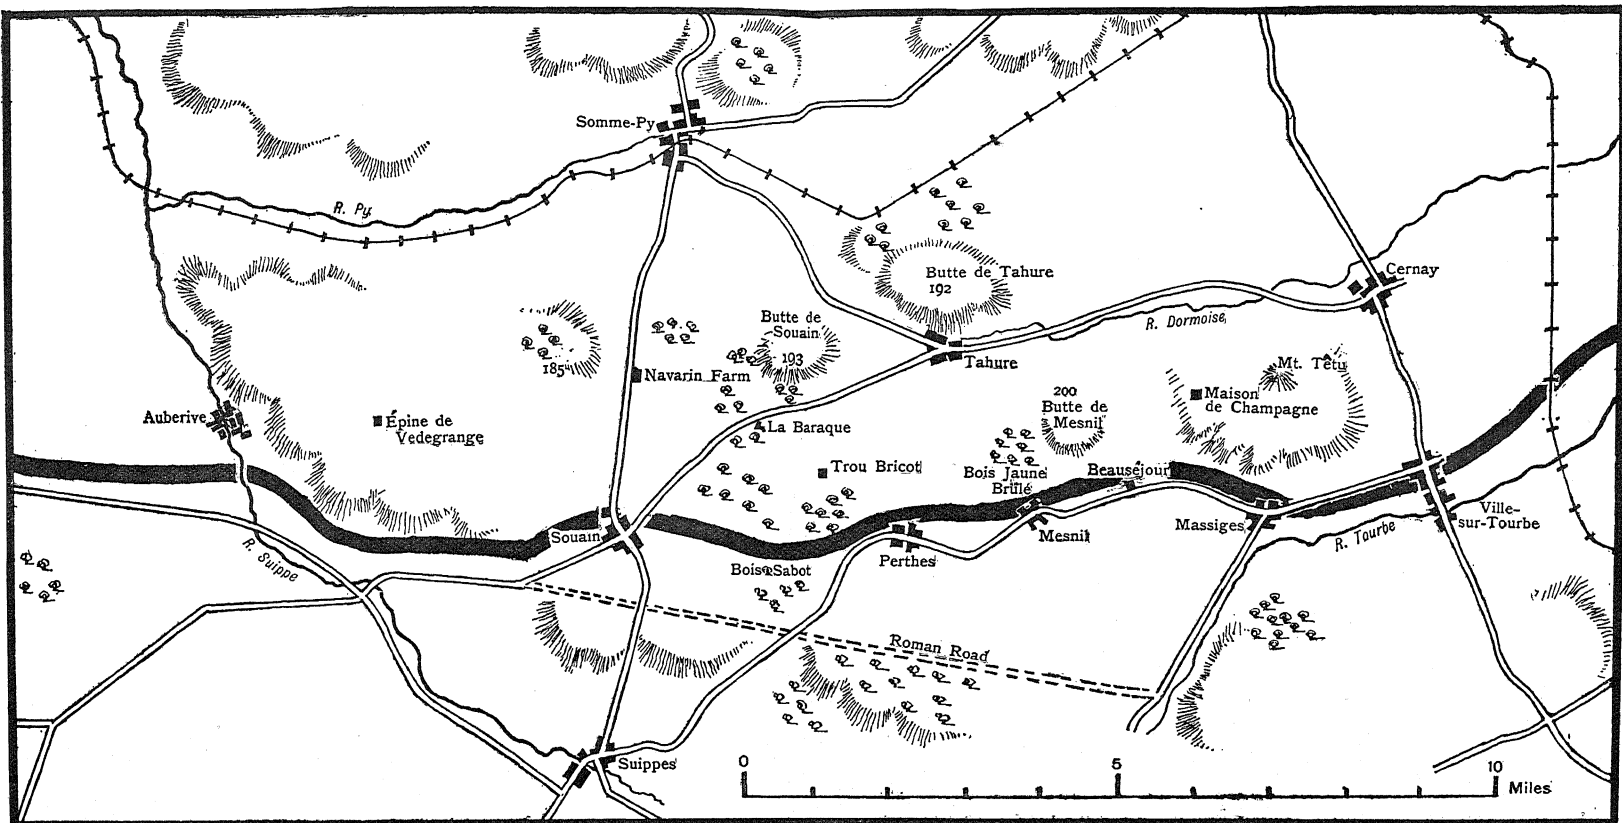 Somme-Py
R. Py
Butte de Tahure
192
Cernay
R. Dormoise
Butte de
Souain
193
185
Navarin Farm
Tahure
Mt. Têtu
Maison
de Champagne
200
Butte de
Mesnil
Auberive
Épine de
Vedegrange
La Baraque
Trou Bricot
Bois Jaune
Brûlé
Beauséjour
Souain
Perthes
Mesnil
Massiges
Ville-
sur-Tourbe
R. Tourbe
R. Suippe
Bois Sabot
Roman Road
Suippes
0 5 10
Miles